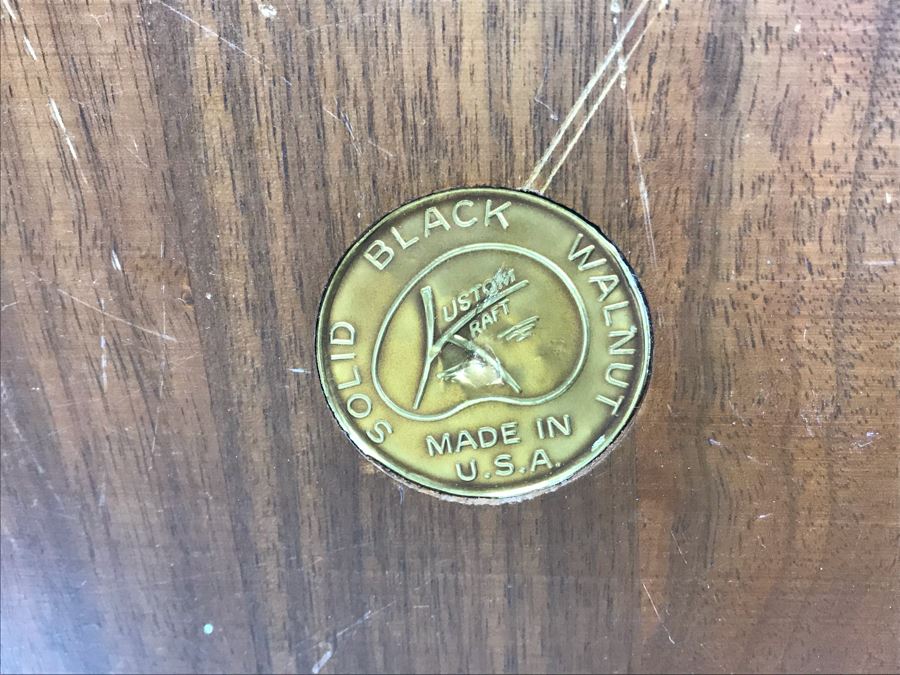 SOLID BLACK WALNUT
KUSTOM
KRAFT
MADE IN
U.S.A.